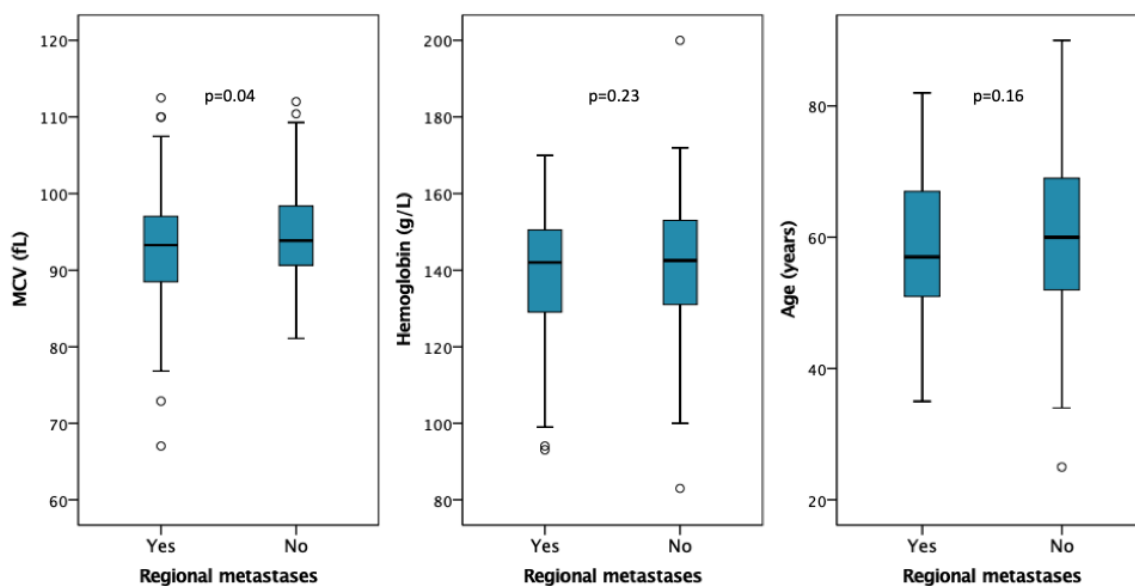 MCV (fL)
120
110
100
90
80
70
60
p=0.04
Yes
No
Regional metastases
Hemoglobin (g/L)
200
180
160
140
120
100
80
p=0.23
Yes
No
Regional metastases
Age (years)
80
60
40
20
p=0.16
Yes
No
Regional metastases